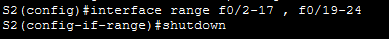 S2(config)#interface range f0/2-17 , f0/19-24
S2(config-if-range)#shutdown